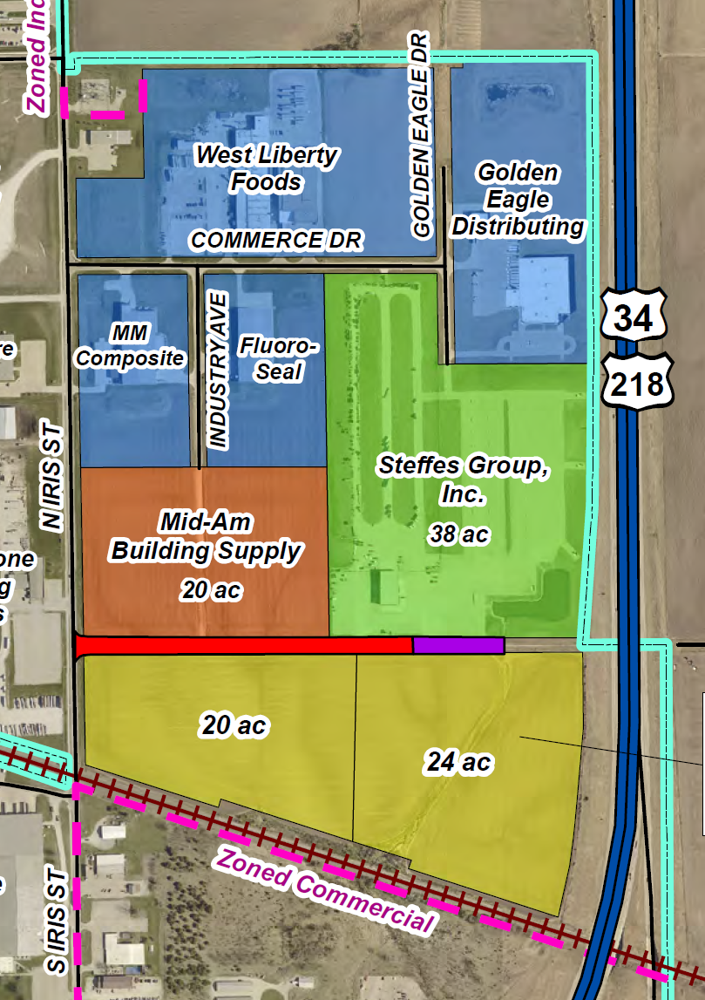 Zoned Ind
GOLDEN EAGLE DR
West Liberty
Foods
Golden
Eagle
Distributing
COMMERCE DR
34
218
MM
Composite
INDUSTRY AVE
Fluoro-
Seal
re
N IRIS ST
Steffes Group,
Inc.
38 ac
Mid-Am
Building Supply
20 ac
one
g
s
20 ac
24 ac
Zoned Commercial
S IRIS ST
e